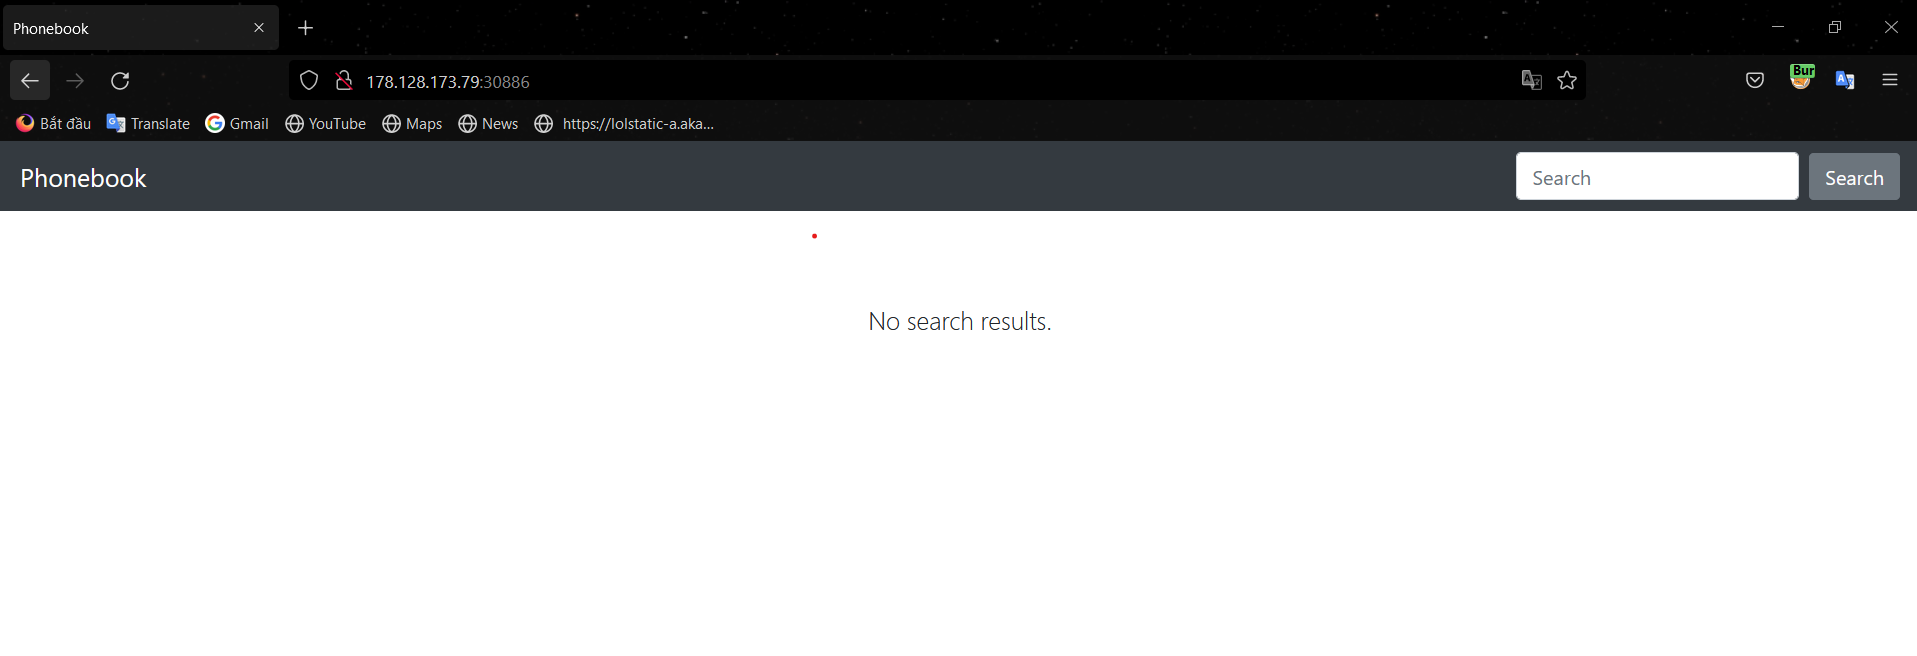 Phonebook
178.128.173.79:30886
Bur
Bắt đầu Translate Gmail YouTube Maps News https://lolstatic-a.aka...
Phonebook Search Search
No search results.